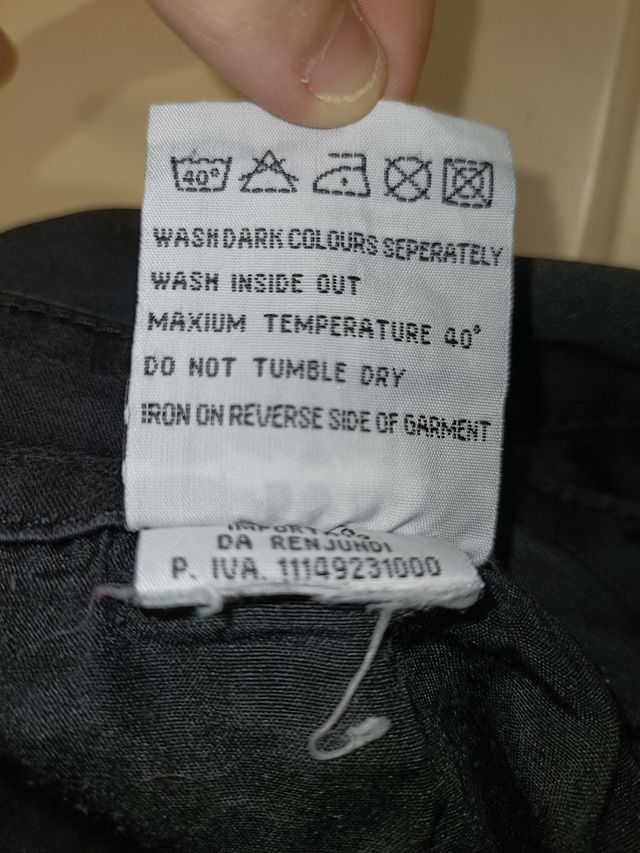 40°
WASH DARK COLOURS SEPERATELY
WASH INSIDE OUT
MAXIUM TEMPERATURE 40°
DO NOT TUMBLE DRY
IRON ON REVERSE SIDE OF GARMENT
DA RENJUNDI
P. IVA. 11149231000